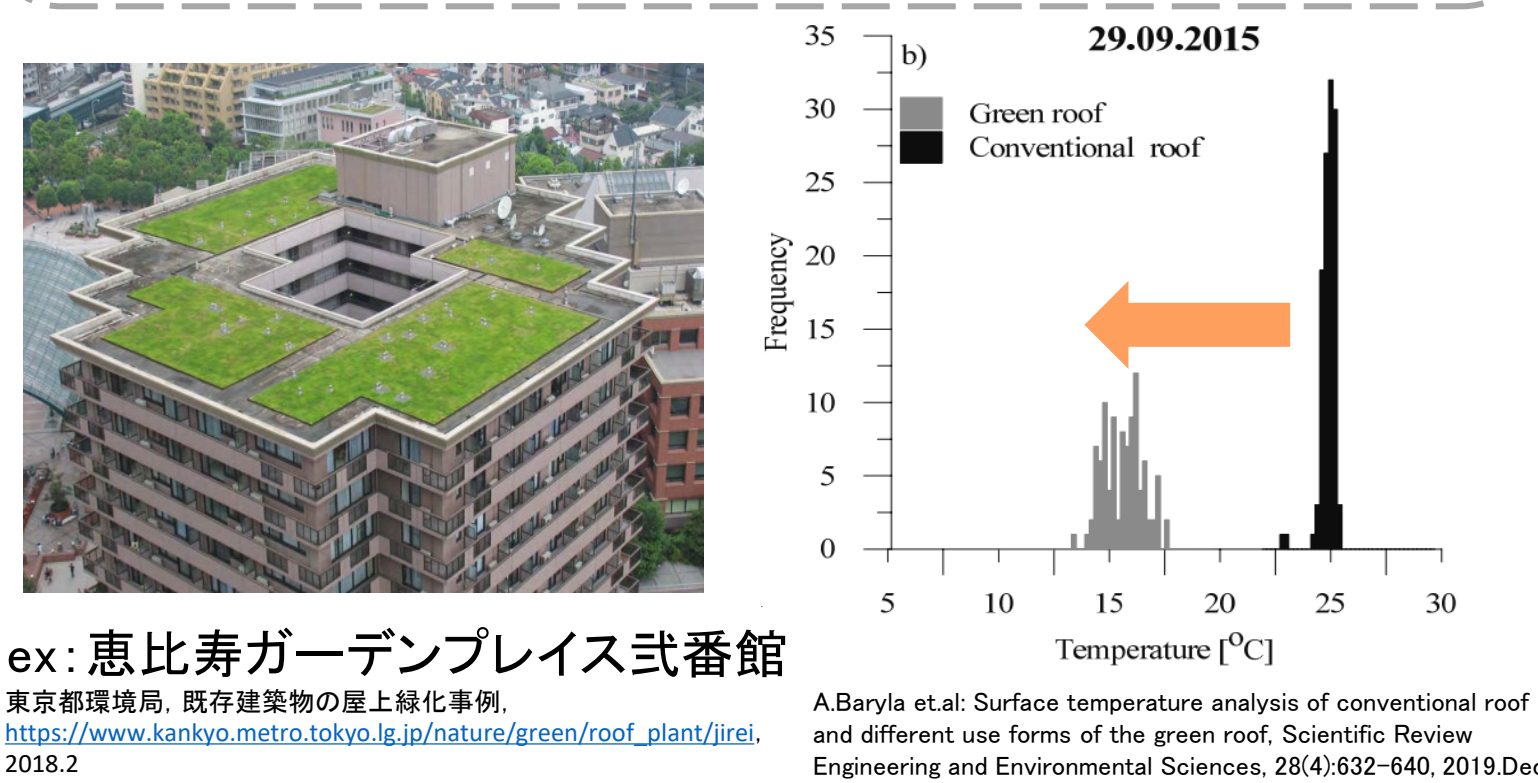 ex:恵比寿ガーデンプレイス弐番館
東京都環境局, 既存建築物の屋上緑化事例,
https://www.kankyo.metro.tokyo.lg.jp/nature/green/roof_plant/jirei,
2018.2
29.09.2015
b)
Green roof
Conventional roof
Frequency
35
30
25
20
15
10
5
0
5 10 15 20 25 30
Temperature [°C]
A.Baryla et.al: Surface temperature analysis of conventional roof
and different use forms of the green roof, Scientific Review
Engineering and Environmental Sciences, 28(4):632-640, 2019.Dec